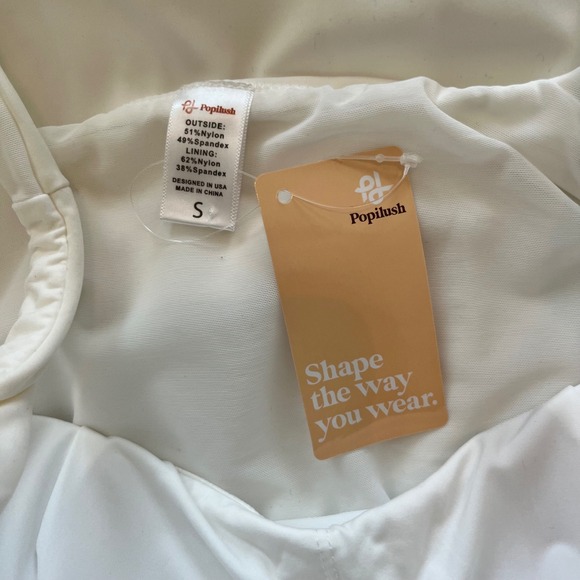 Popilush
OUTSIDE:
51%Nylon
49%Spandex
LINING:
62%Nylon
38%Spandex
DESIGNED IN USA
MADE IN CHINA
S
Popilush
Shape
the way
you wear.